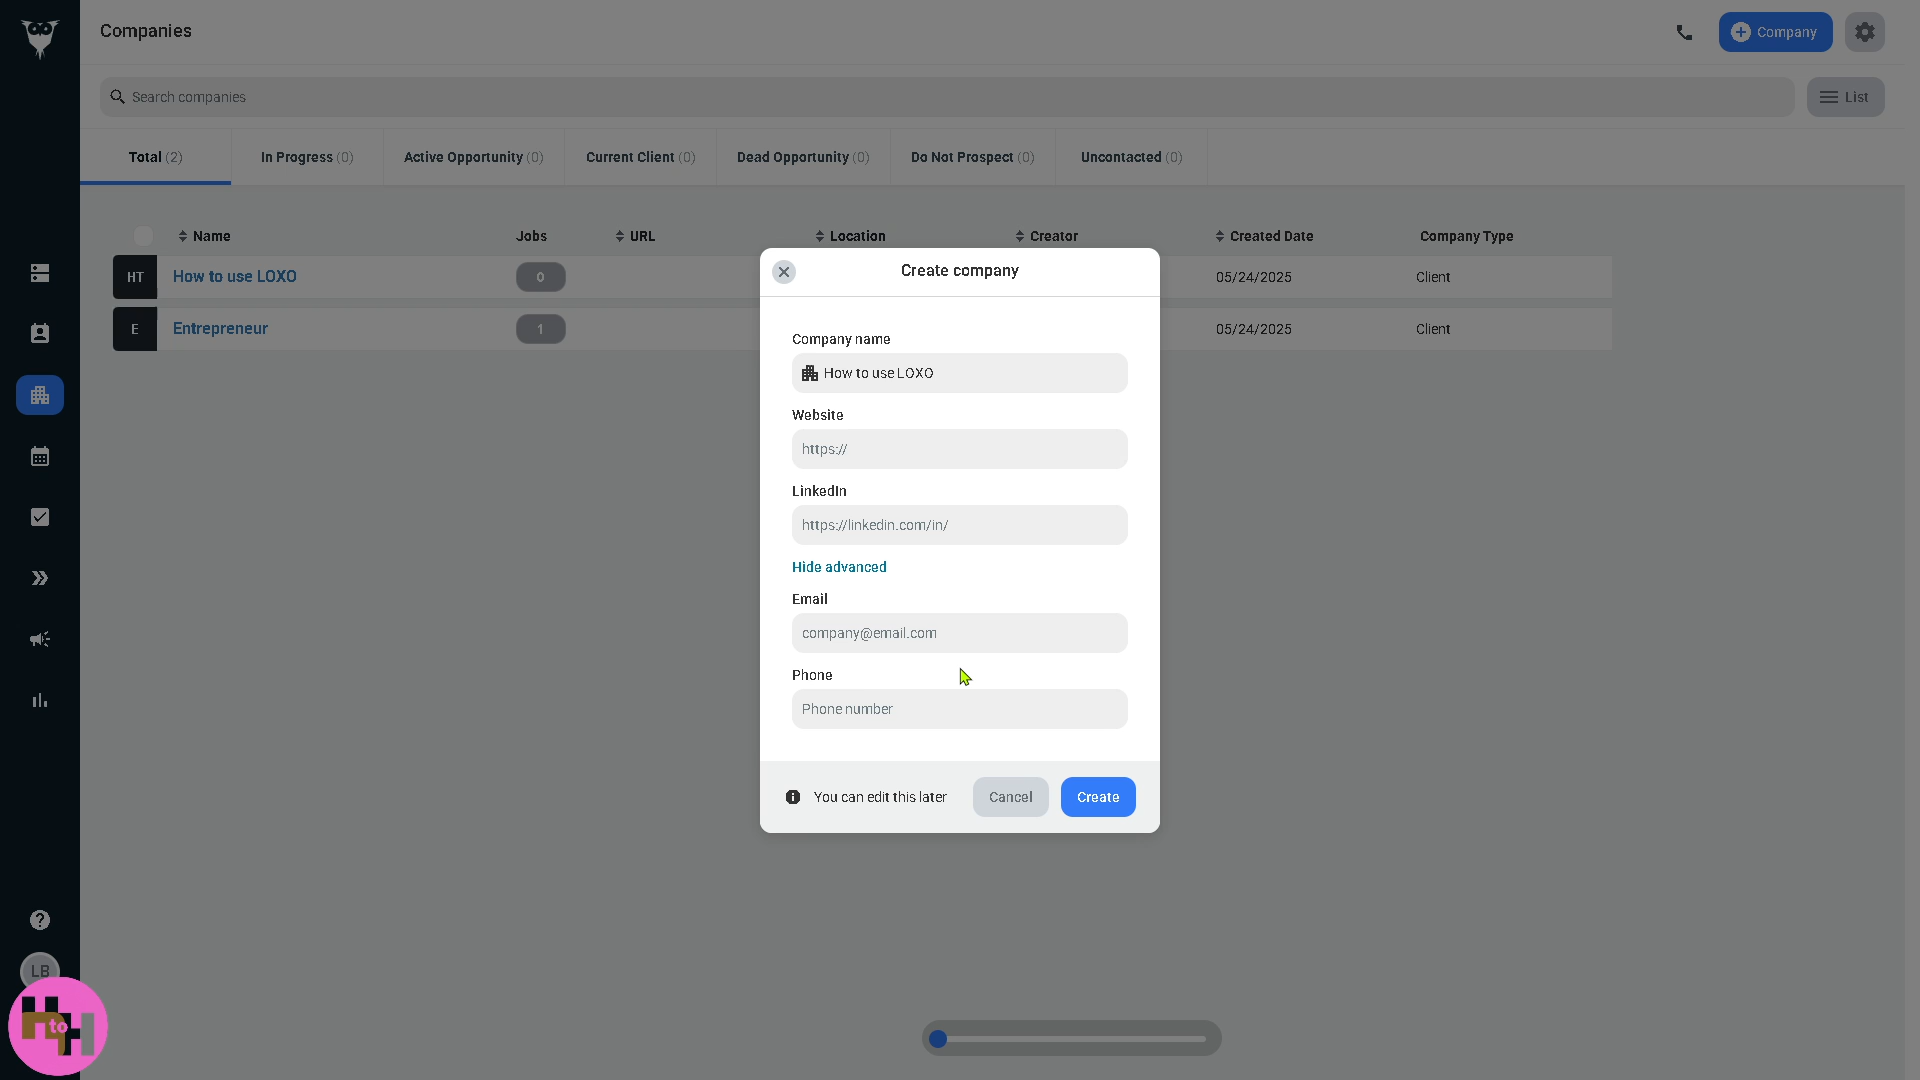 Companies
Company
Search companies
List
Total (2)
In Progress (0)
Active Opportunity (0)
Current Client (0)
Dead Opportunity (0)
Do Not Prospect (0)
Uncontacted (0)
Name
Jobs
URL
Location
Creator
Created Date
Company Type
HT
How to use LOXO
0
05/24/2025
Client
E
Entrepreneur
1
05/24/2025
Client
Create company
Company name
How to use LOXO
Website
https://
LinkedIn
https://linkedin.com/in/
Hide advanced
Email
company@email.com
Phone
Phone number
You can edit this later
Cancel
Create
LB
H to H